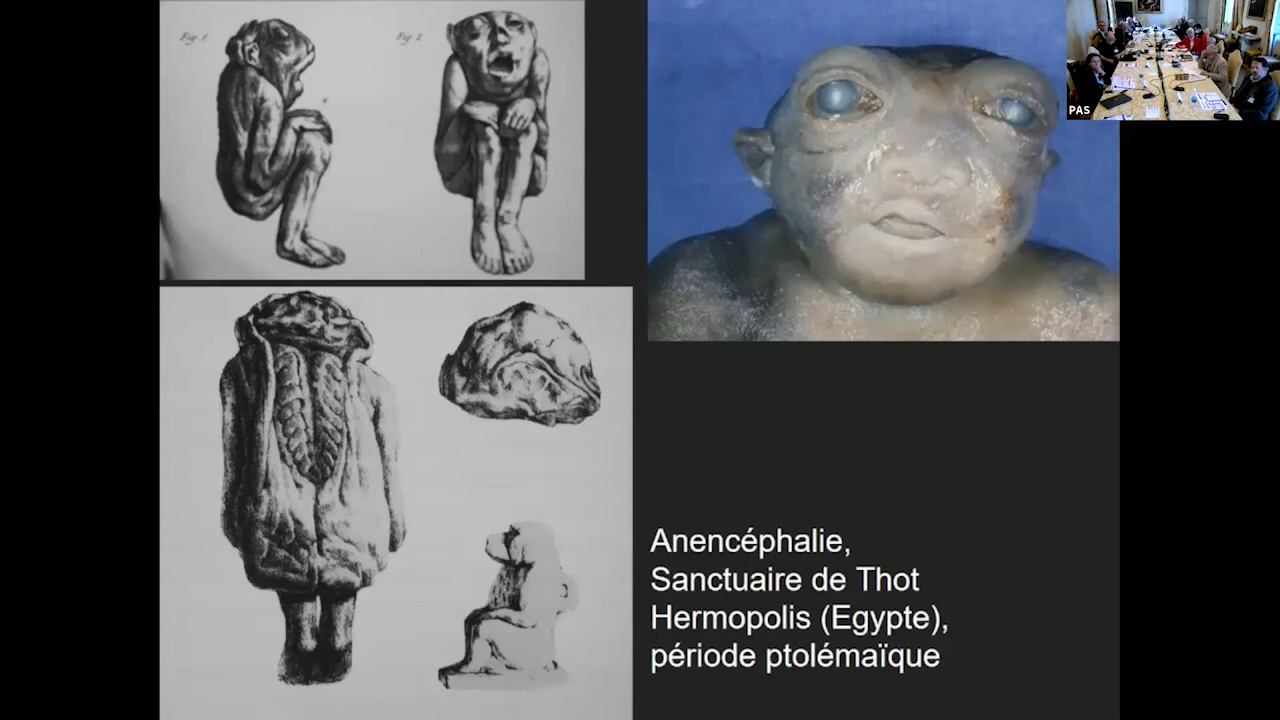 Fig. 1.
Fig. 2.
PAS
Anencéphalie,
Sanctuaire de Thot
Hermopolis (Egypte),
période ptolémaïque